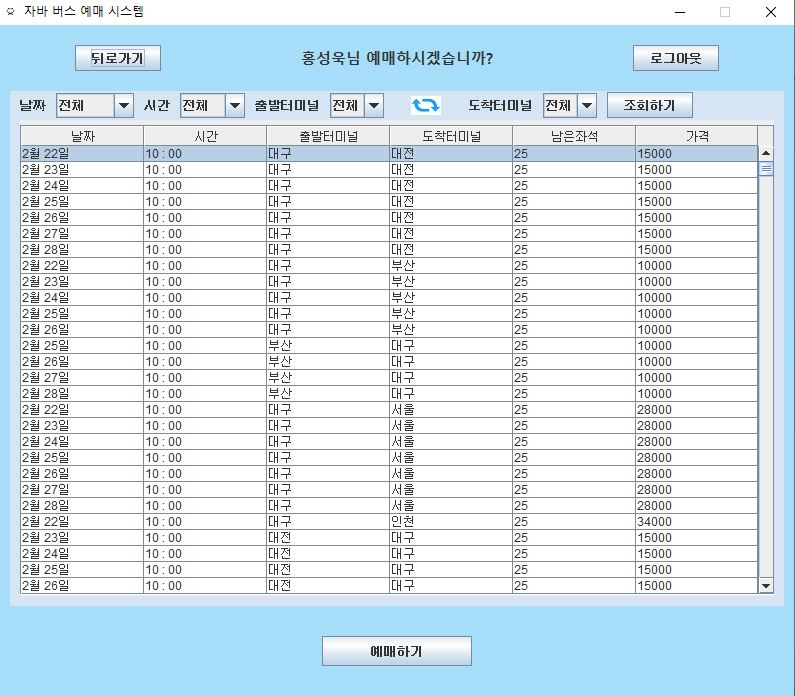 자바 버스 예매 시스템
뒤로가기 홍성욱님 예매하시겠습니까? 로그아웃
날짜 전체 시간 전체 출발터미널 전체 도착터미널 전체 조회하기
날짜 시간 출발터미널 도착터미널 남은좌석 가격
2월 22일 10 : 00 대구 대전 25 15000
2월 23일 10 : 00 대구 대전 25 15000
2월 24일 10 : 00 대구 대전 25 15000
2월 25일 10 : 00 대구 대전 25 15000
2월 26일 10 : 00 대구 대전 25 15000
2월 27일 10 : 00 대구 대전 25 15000
2월 28일 10 : 00 대구 대전 25 15000
2월 22일 10 : 00 대구 부산 25 10000
2월 23일 10 : 00 대구 부산 25 10000
2월 24일 10 : 00 대구 부산 25 10000
2월 25일 10 : 00 대구 부산 25 10000
2월 26일 10 : 00 대구 부산 25 10000
2월 25일 10 : 00 부산 대구 25 10000
2월 26일 10 : 00 부산 대구 25 10000
2월 27일 10 : 00 부산 대구 25 10000
2월 28일 10 : 00 부산 대구 25 10000
2월 22일 10 : 00 대구 서울 25 28000
2월 23일 10 : 00 대구 서울 25 28000
2월 24일 10 : 00 대구 서울 25 28000
2월 25일 10 : 00 대구 서울 25 28000
2월 26일 10 : 00 대구 서울 25 28000
2월 27일 10 : 00 대구 서울 25 28000
2월 28일 10 : 00 대구 서울 25 28000
2월 22일 10 : 00 대구 인천 25 34000
2월 23일 10 : 00 대전 대구 25 15000
2월 24일 10 : 00 대전 대구 25 15000
2월 25일 10 : 00 대전 대구 25 15000
2월 26일 10 : 00 대전 대구 25 15000
예매하기